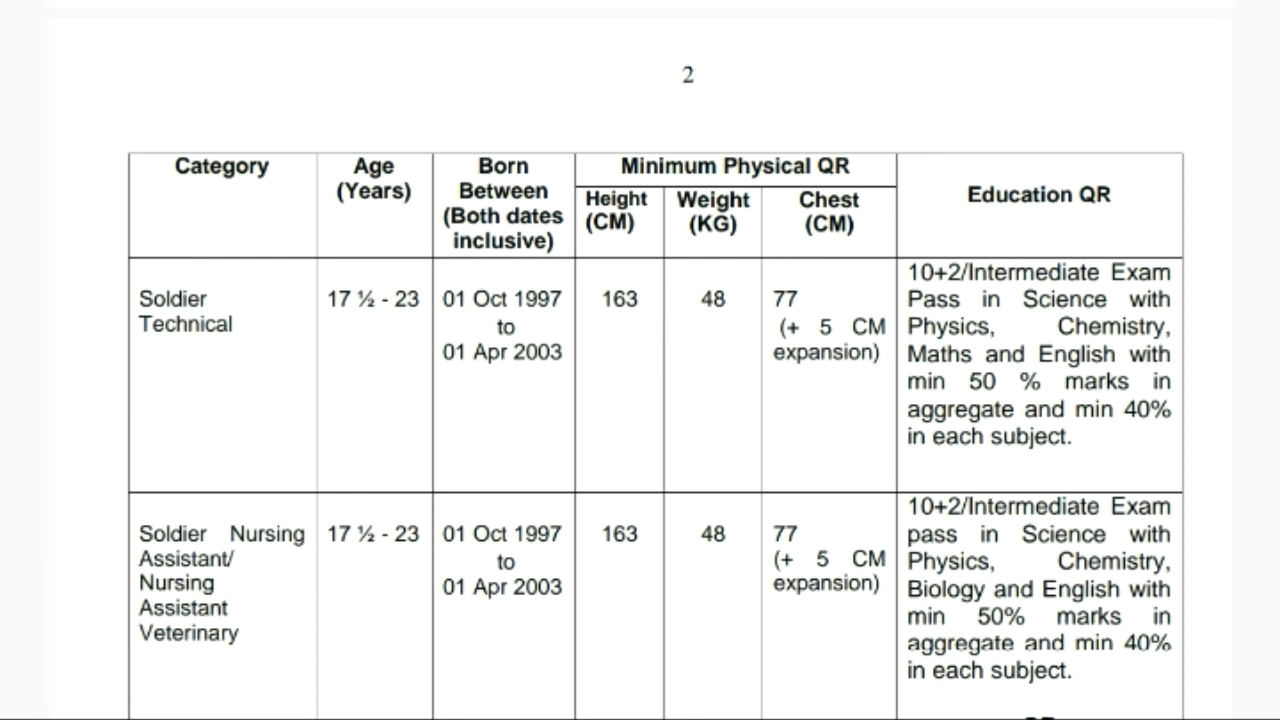 2
Category
Age
(Years)
Born
Between
(Both dates
inclusive)
Minimum Physical QR
Height
(CM)
Weight
(KG)
Chest
(CM)
Education QR
Soldier
Technical
17 ½ - 23
01 Oct 1997
to
01 Apr 2003
163
48
77
(+ 5 CM
expansion)
10+2/Intermediate Exam
Pass in Science with
Physics, Chemistry,
Maths and English with
min 50 % marks in
aggregate and min 40%
in each subject.
Soldier Nursing
Assistant/
Nursing
Assistant
Veterinary
17 ½ - 23
01 Oct 1997
to
01 Apr 2003
163
48
77
(+ 5 CM
expansion)
10+2/Intermediate Exam
pass in Science with
Physics, Chemistry,
Biology and English with
min 50% marks in
aggregate and min 40%
in each subject.